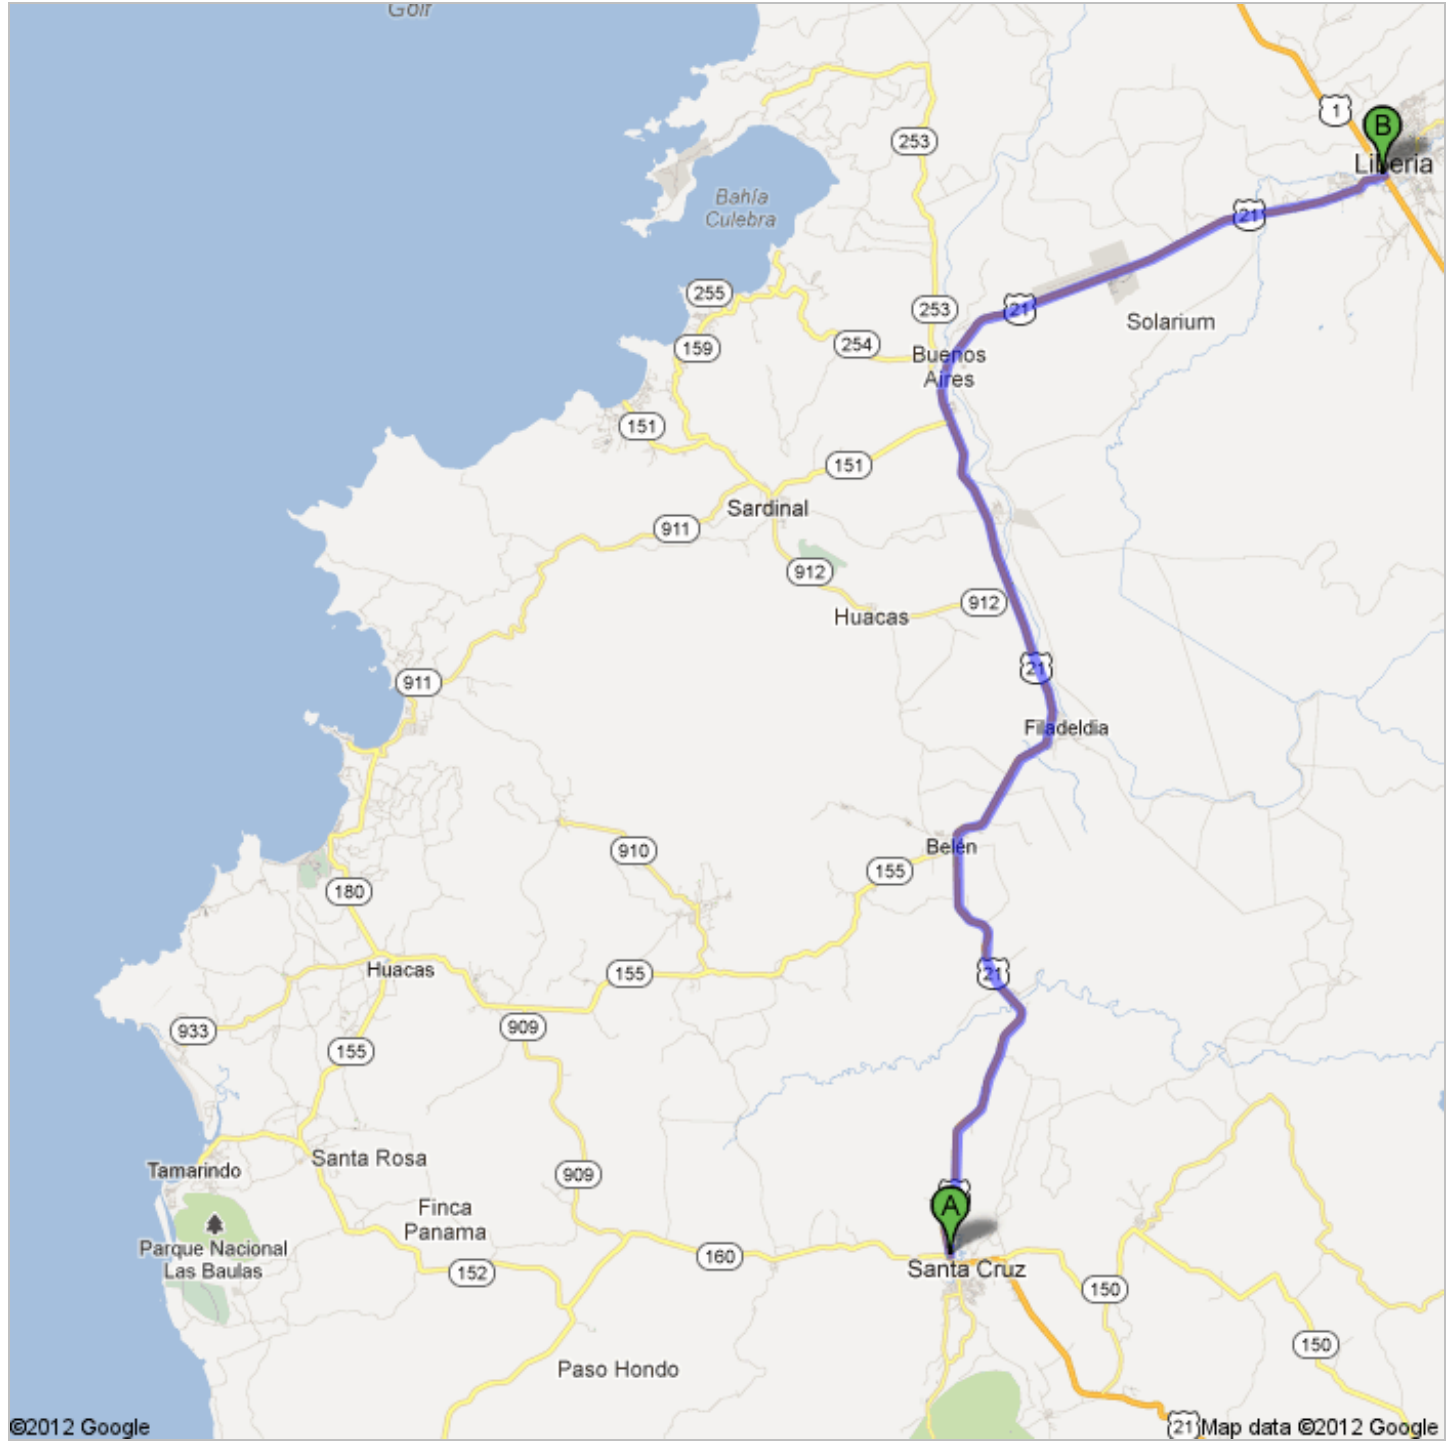 Golf
1
B
253
Liberia
Bahía
Culebra
21
255
253
21
Solarium
159
254
Buenos
Aires
151
151
Sardinal
911
912
912
Huacas
21
911
Filadeldia
Belén
910
155
180
Huacas
155
21
933
909
155
Santa Rosa
Tamarindo
909
Finca
Panama
A
Parque Nacional
Las Baulas
160
152
Santa Cruz
150
150
Paso Hondo
©2012 Google
21
Map data ©2012 Google